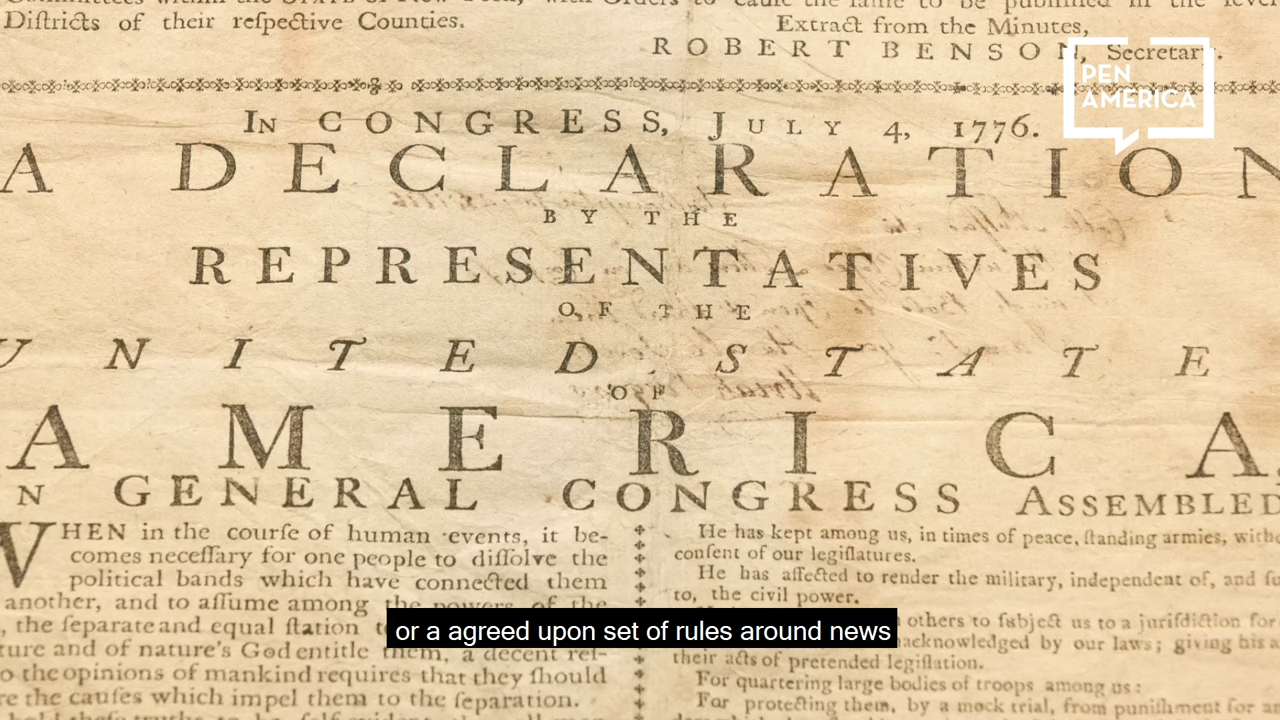 Districts of their reſpective Counties.
Extract from the Minutes,
ROBERT BENSON, Secretary.
PEN
AMERICA
IN CONGRESS, JULY 4, 1776.
A DECLARATION
BY THE
REPRESENTATIVES
OF THE
UNITED STATE
OF
AMERICA
N GENERAL CONGRESS ASSEMBLED
WHEN in the courſe of human events, it be-
comes neceſſary for one people to diſſolve the
political bands which have connected them
another, and to aſſume among the powers of the
, the ſeparate and equal ſtation
ture and of nature's God entitle them, a decent reſ-
o the opinions of mankind requires that they ſhould
re the cauſes which impel them to the ſeparation.
He has kept among us, in times of peace, ſtanding armies,
conſent of our legiſlatures.
He has affected to render the military, independent of, and
to, the civil power.
others to ſubject us to a juriſdiction for
acknowledged by our laws; giving his a
their acts of pretended legiſlation.
For quartering large bodies of troops among us:
For protecting them, by a mock trial, from puniſhment for
or a agreed upon set of rules around news